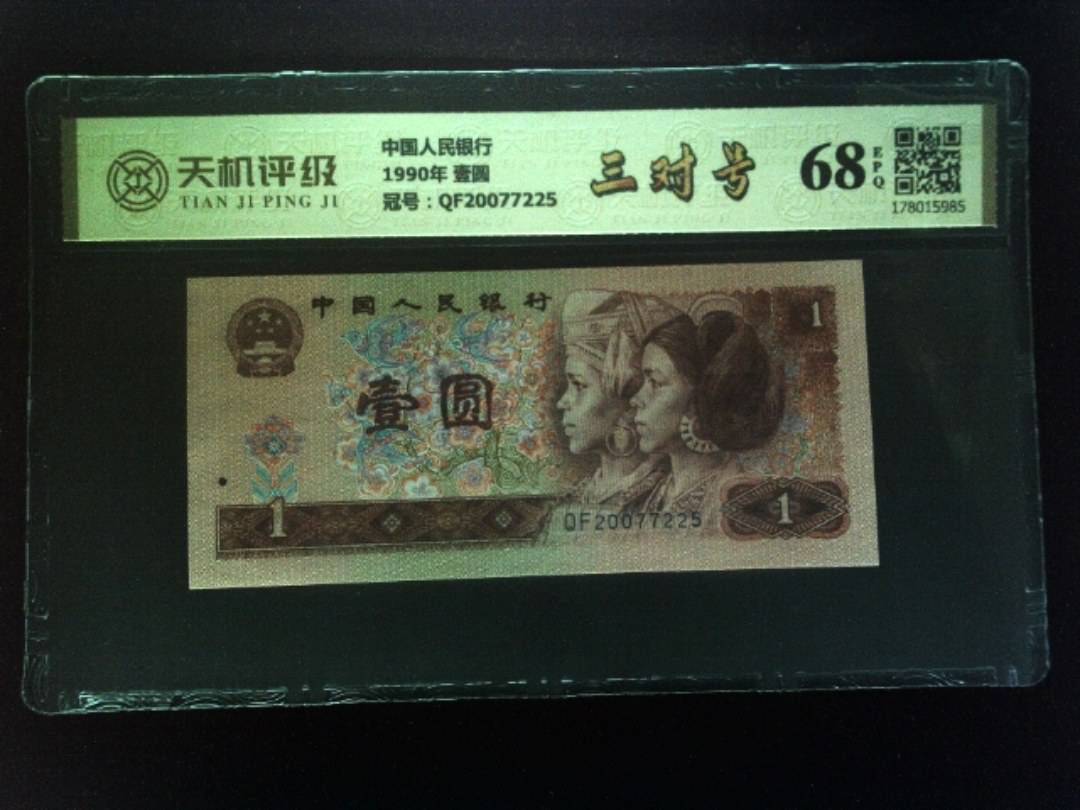 天机评级
TIAN JI PING JI
中国人民银行
1990年 壹圆
冠号：QF20077225
三对号
68
EPQ
178015985
中国人民银行
1
壹圆
1
QF20077225
1